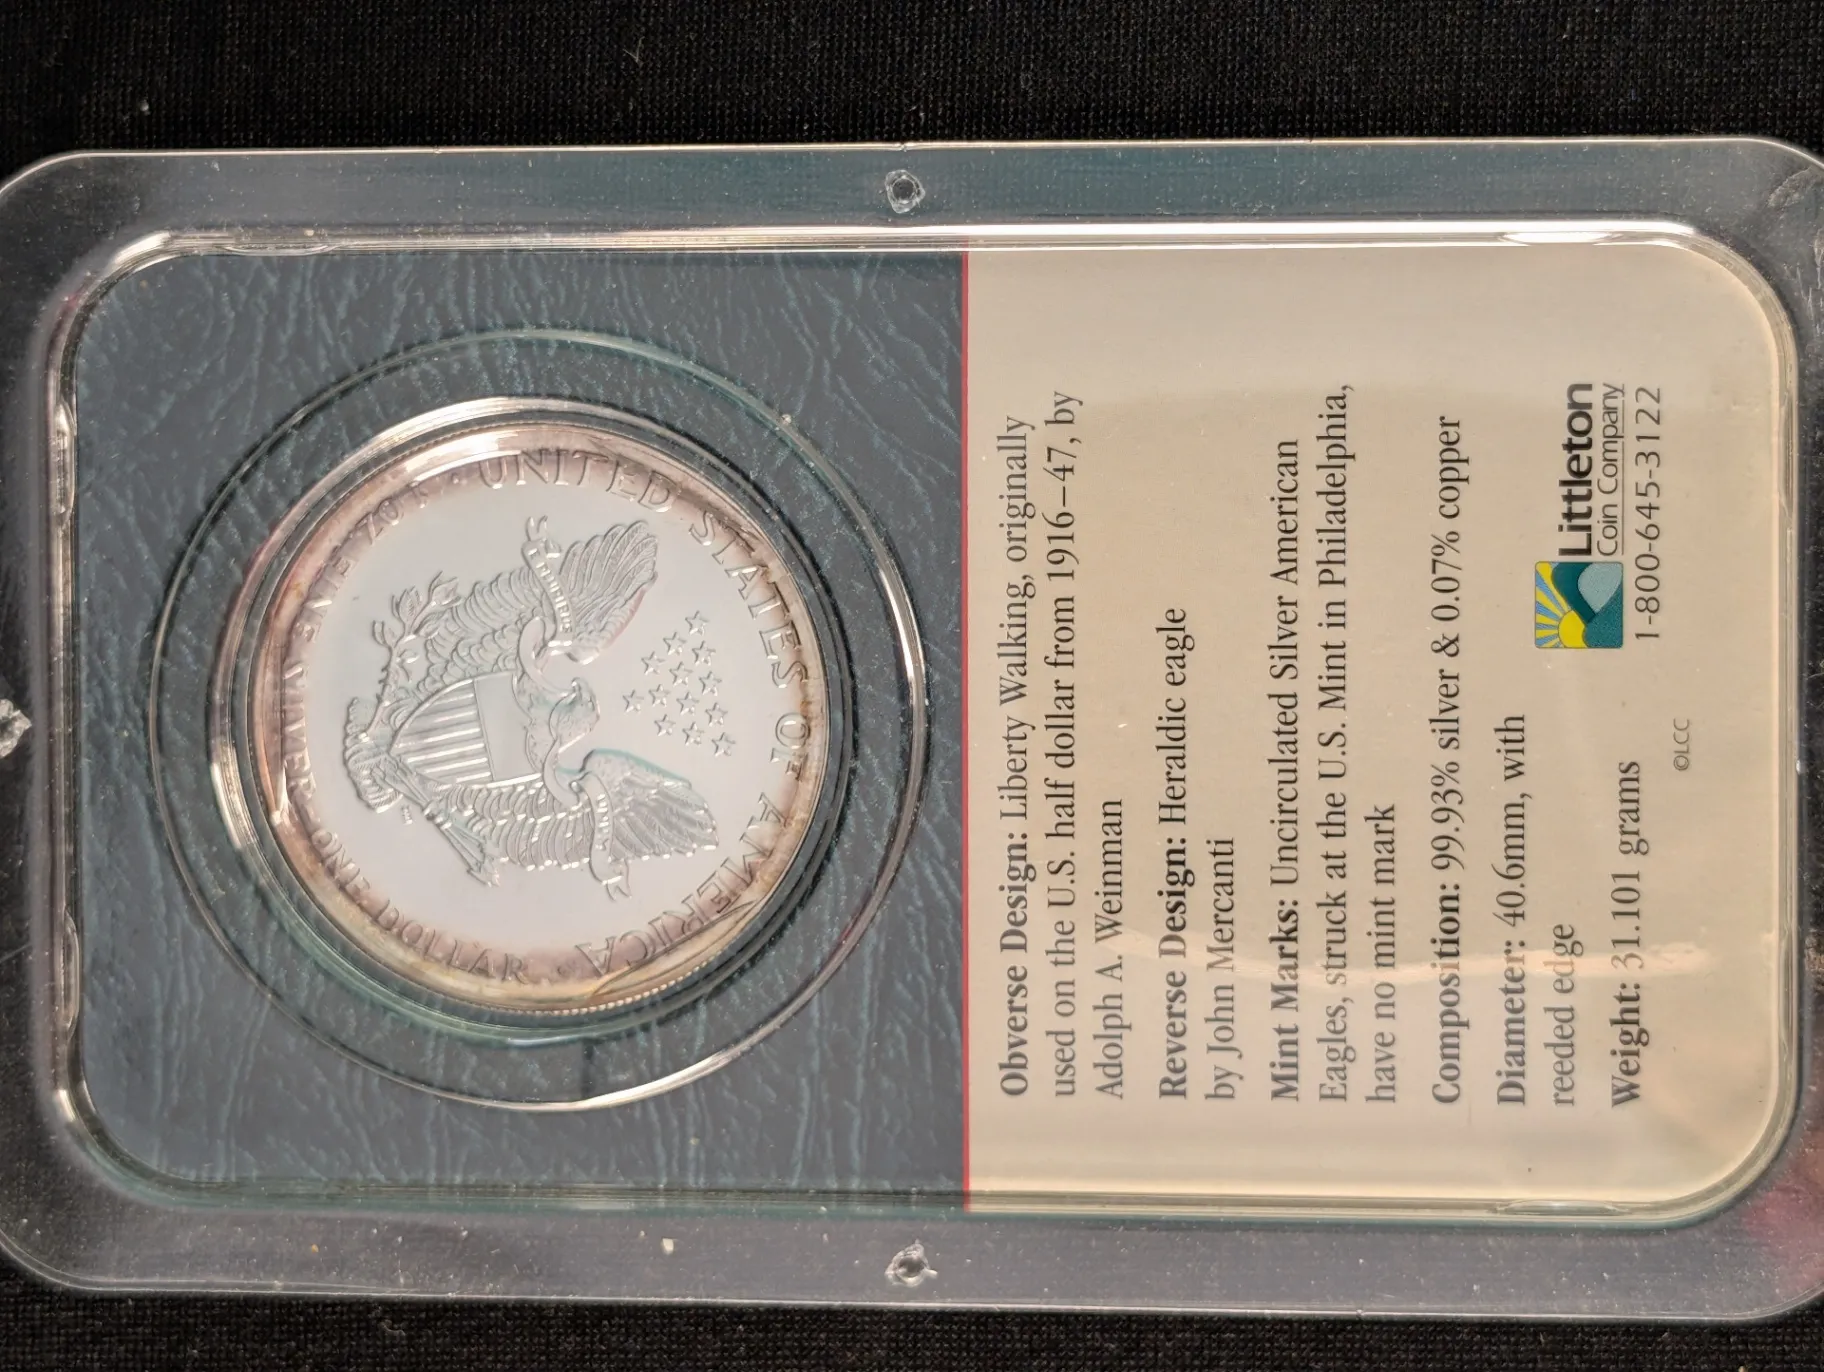 UNITED STATES OF AMERICA
1 OZ. FINE SILVER
ONE DOLLAR
Obverse Design: Liberty Walking, originally
used on the U.S. half dollar from 1916–47, by
Adolph A. Weinman
Reverse Design: Heraldic eagle
by John Mercanti
Mint Marks: Uncirculated Silver American
Eagles, struck at the U.S. Mint in Philadelphia,
have no mint mark
Composition: 99.93% silver & 0.07% copper
Diameter: 40.6mm, with
reeded edge
Weight: 31.101 grams
Littleton
Coin Company
1-800-645-3122
©LCC